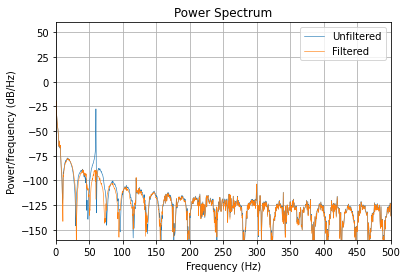 Power Spectrum
Unfiltered
Filtered
Power/frequency (dB/Hz)
50
25
0
−25
−50
−75
−100
−125
−150
0 50 100 150 200 250 300 350 400 450 500
Frequency (Hz)